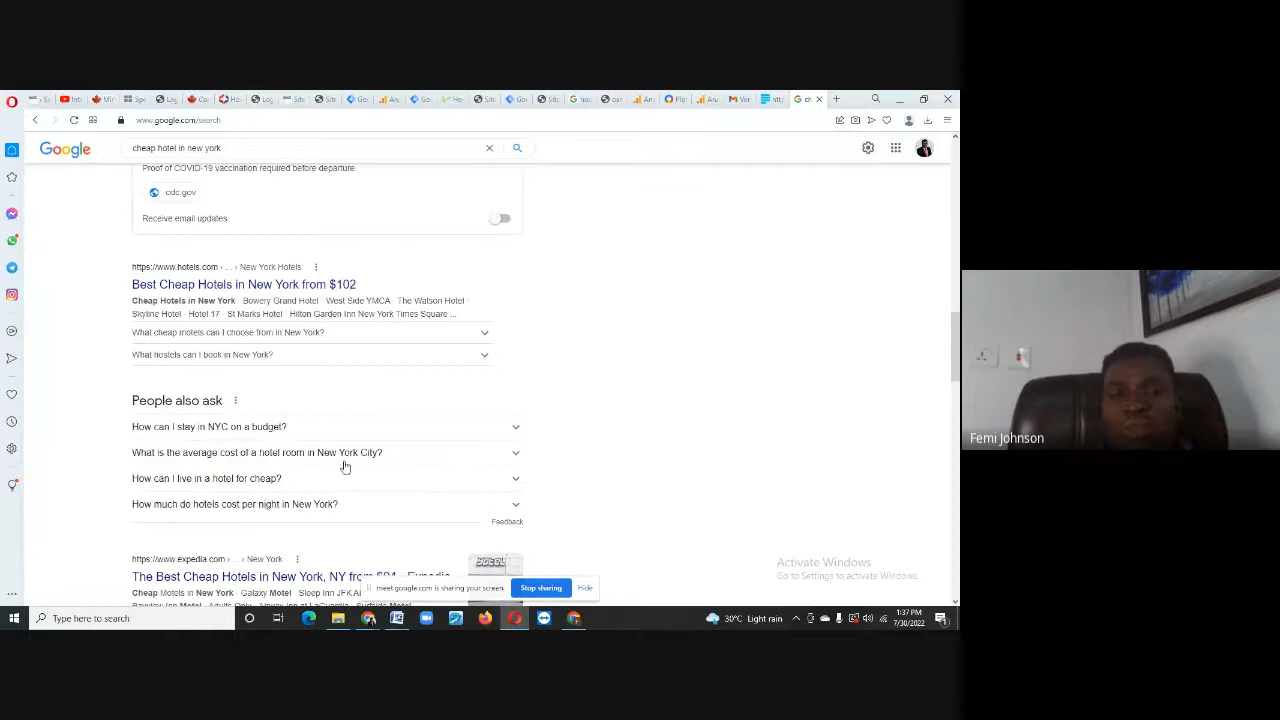 www.google.com/search
Google
cheap hotel in new york
Proof of COVID-19 vaccination required before departure
cdc.gov
Receive email updates
https://www.hotels.com › ... › New York Hotels
Best Cheap Hotels in New York from $102
Cheap Hotels in New York · Bowery Grand Hotel · West Side YMCA · The Watson Hotel ·
Skyline Hotel · Hotel 17 · St Marks Hotel · Hilton Garden Inn New York Times Square ...
What cheap motels can I choose from in New York?
What hostels can I book in New York?
People also ask
How can I stay in NYC on a budget?
What is the average cost of a hotel room in New York City?
How can I live in a hotel for cheap?
How much do hotels cost per night in New York?
Feedback
https://www.expedia.com › ... › New York
The Best Cheap Hotels in New York, NY from
Cheap Motels in New York · Galaxy Motel · Sleep Inn JFK
meet.google.com is sharing your screen.
Stop sharing
Hide
Activate Windows
Go to Settings to activate Windows.
Femi Johnson
Type here to search
30°C Light rain
1:37 PM
7/30/2022